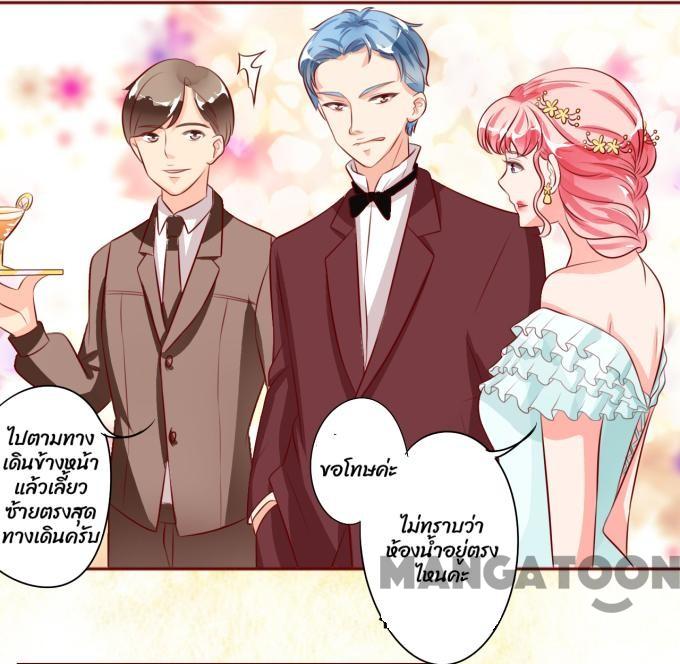 ไปตามทาง
เดินข้างหน้า
แล้วเลี้ยว
ซ้ายตรงสุด
ทางเดินครับ
ขอโทษค่ะ
ไม่ทราบว่า
ห้องน้ำอยู่ตรง
ไหนคะ
MANGATOON